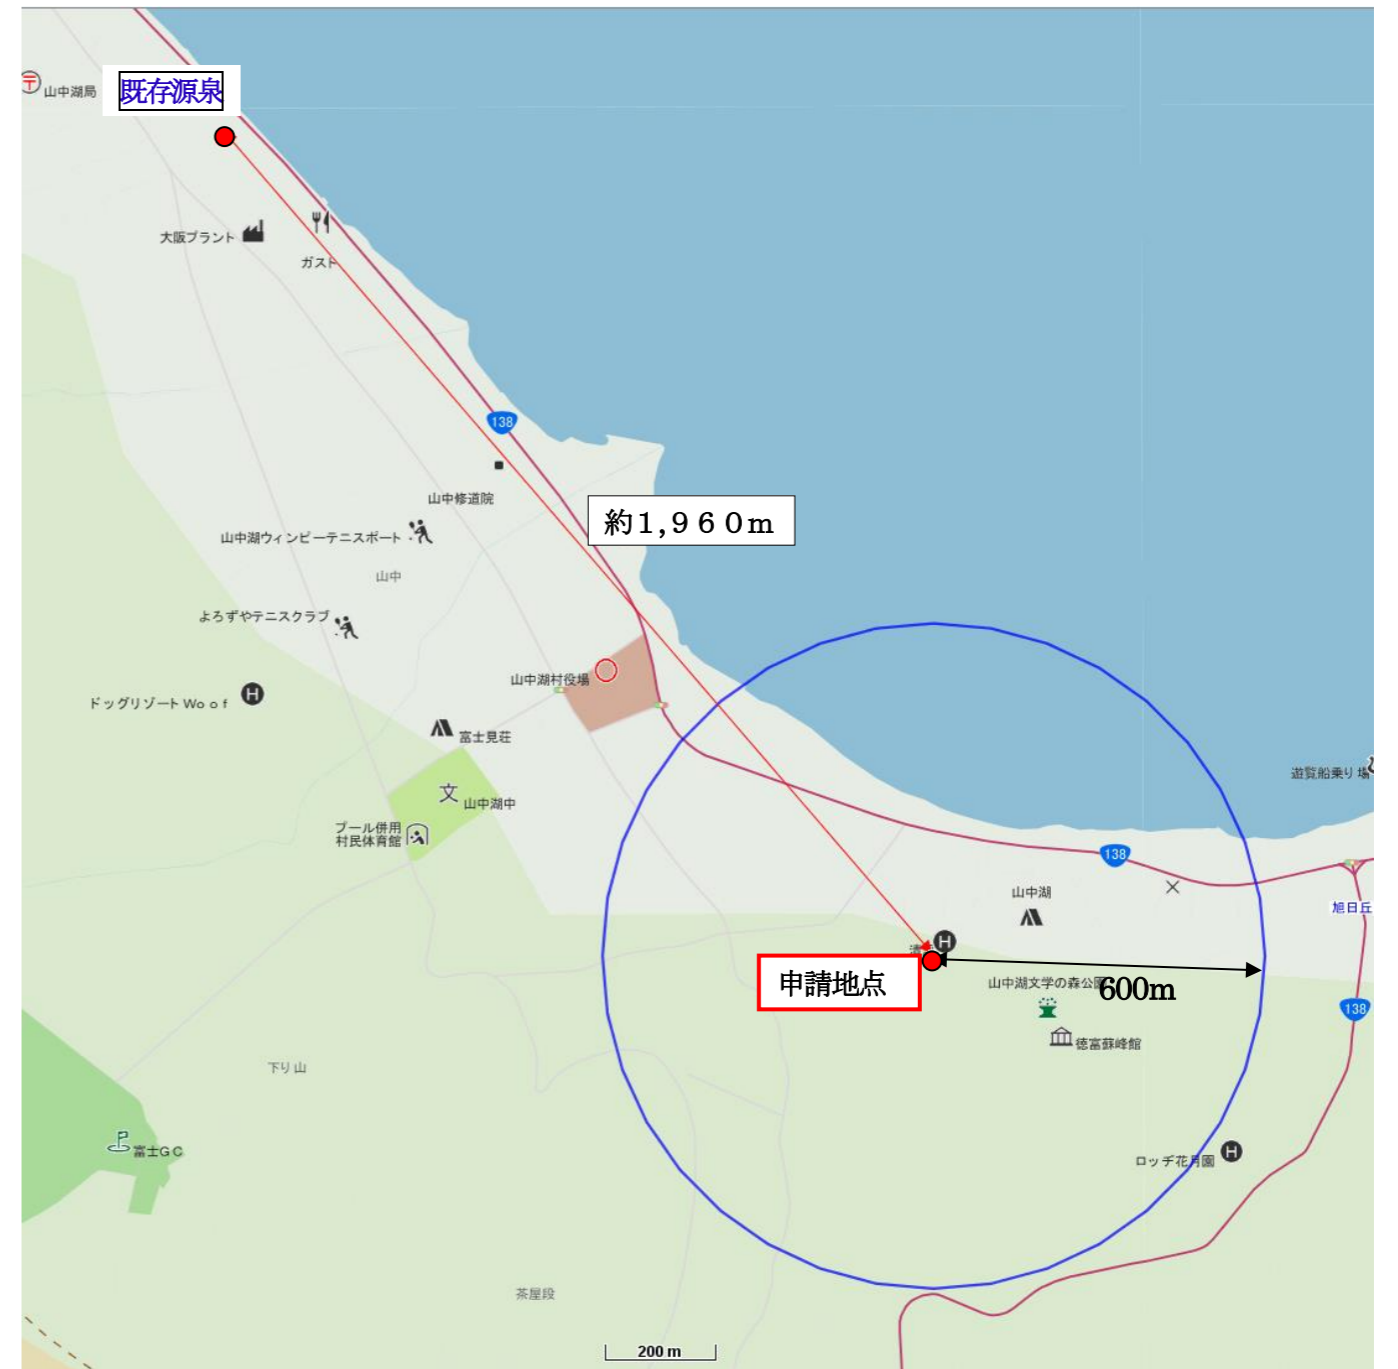 既存源泉
山中湖局
大阪プラント
ガスト
138
山中修道院
約1,960m
山中湖ウィンビーテニスポート
山中
よろずやテニスクラブ
山中湖村役場
ドッグリゾートWoof
H
富士見荘
文
山中湖中
遊覧船乗り場
プール併用
村民体育館
138
山中湖
旭日丘
H
申請地点
山中湖文学の森公園
600m
138
徳富蘇峰館
下り山
富士GC
ロッヂ花月園
H
茶屋段
200 m